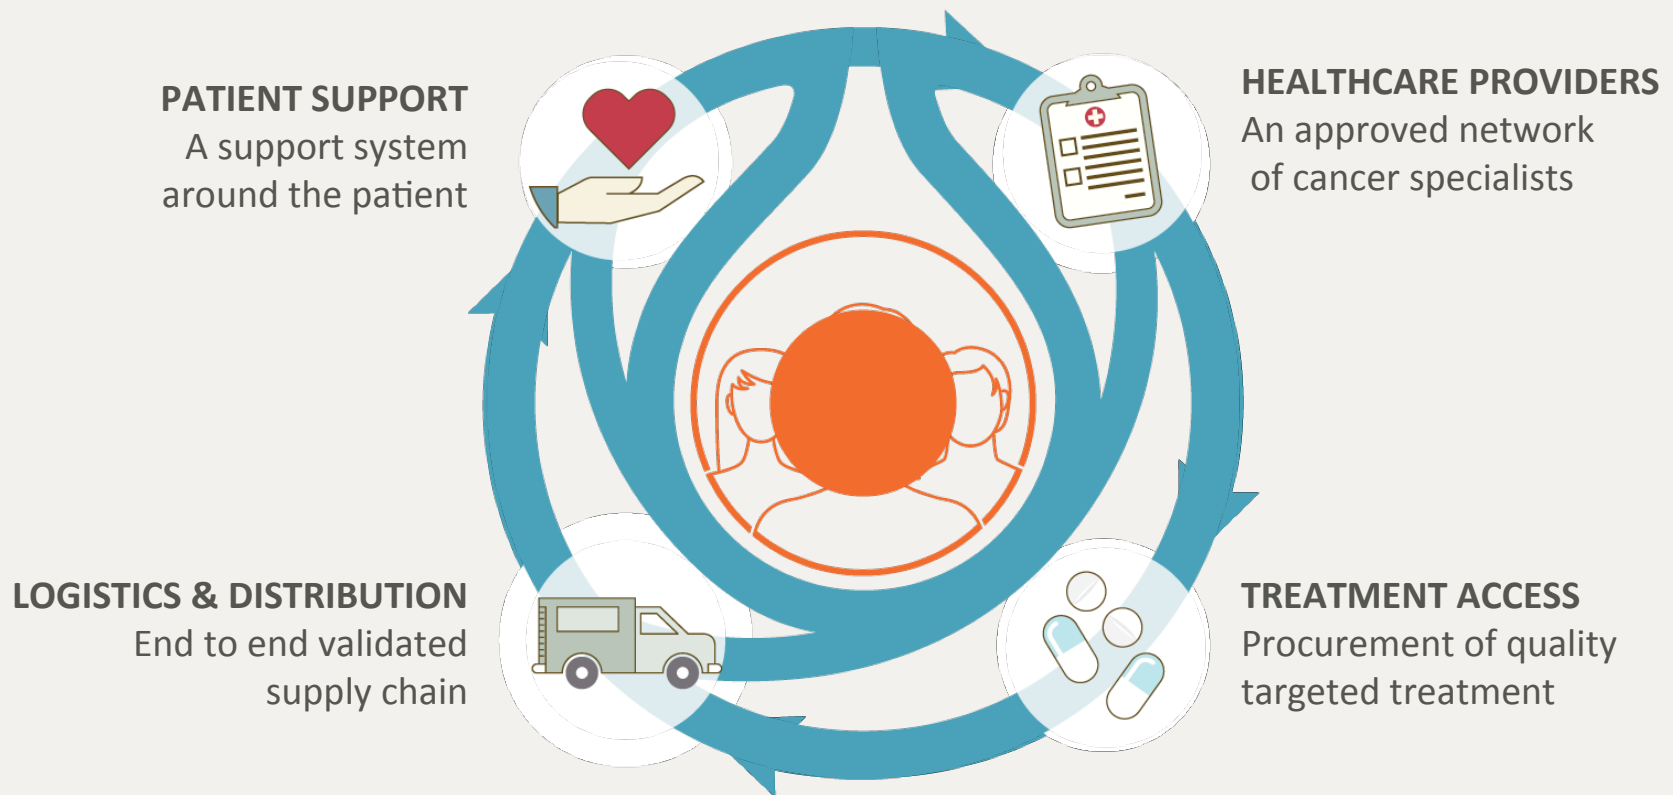 PATIENT SUPPORT
A support system
around the patient
HEALTHCARE PROVIDERS
An approved network
of cancer specialists
LOGISTICS & DISTRIBUTION
End to end validated
supply chain
TREATMENT ACCESS
Procurement of quality
targeted treatment